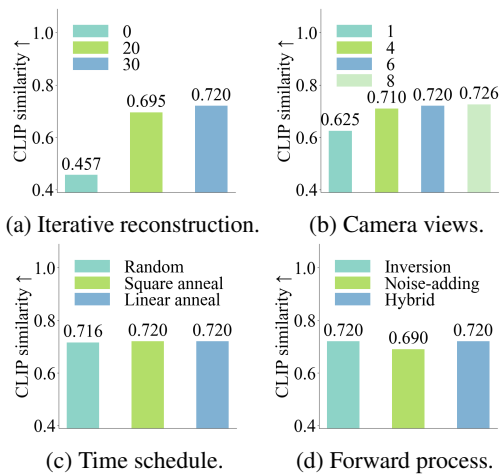 CLIP similarity ↑
1.0
0.8
0.6
0.4
0
20
30
0.457
0.695
0.720
(a) Iterative reconstruction.
CLIP similarity ↑
1.0
0.8
0.6
0.4
1
4
6
8
0.625
0.710
0.720
0.726
(b) Camera views.
CLIP similarity ↑
1.0
0.8
0.6
0.4
Random
Square anneal
Linear anneal
0.716
0.720
0.720
(c) Time schedule.
CLIP similarity ↑
1.0
0.8
0.6
0.4
Inversion
Noise-adding
Hybrid
0.720
0.690
0.720
(d) Forward process.